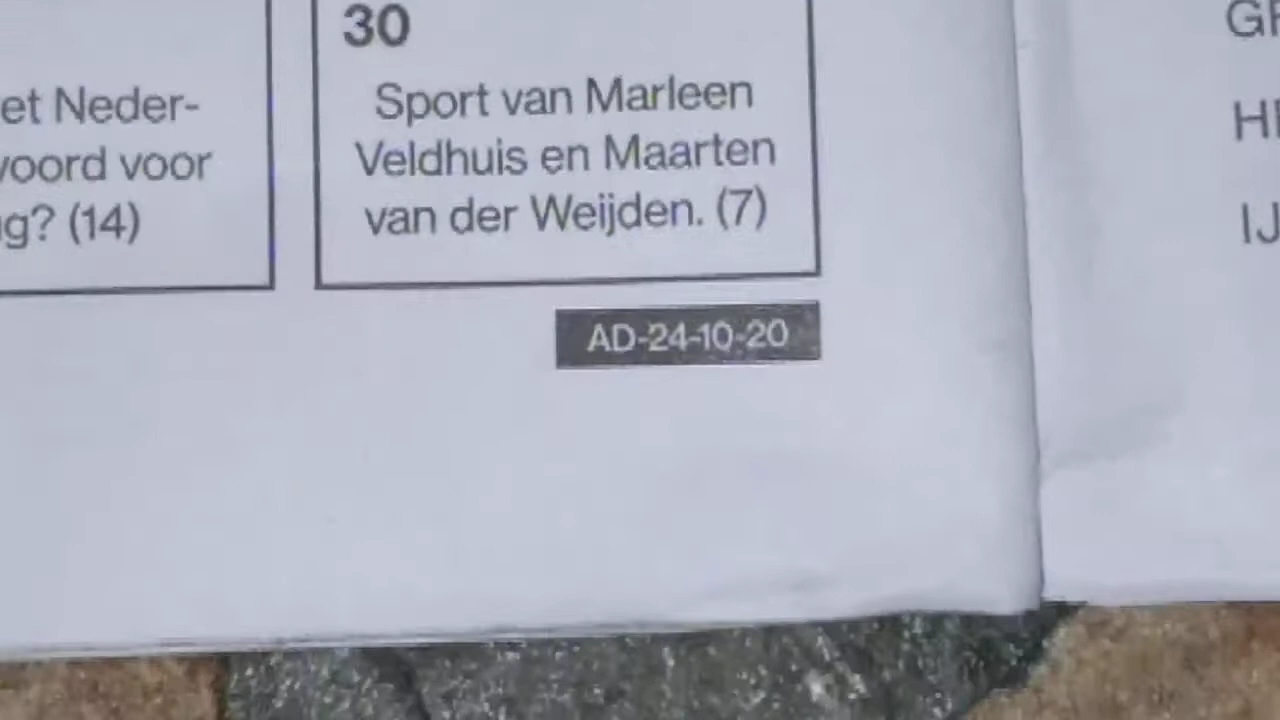 30
et Neder-
voord voor
g? (14)
Sport van Marleen
Veldhuis en Maarten
van der Weijden. (7)
AD-24-10-20
IJ